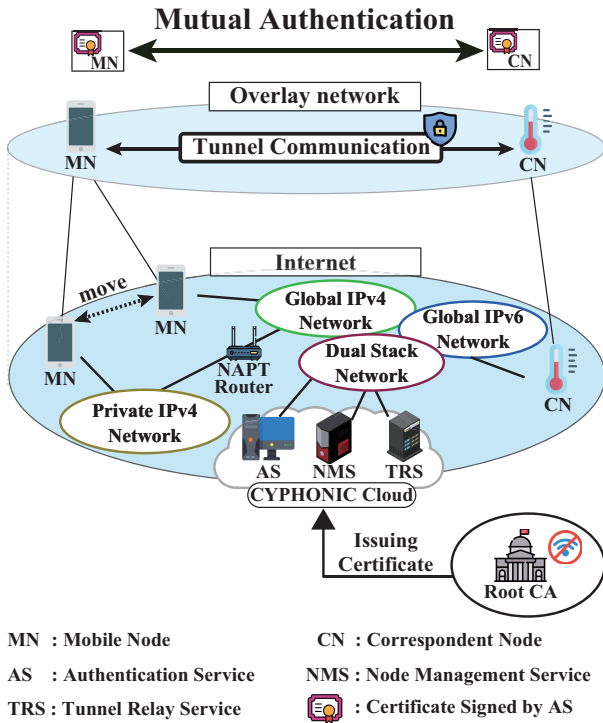 Mutual Authentication
MN
CN
Overlay network
Tunnel Communication
MN
CN
Internet
move
MN
Global IPv4
Network
Global IPv6
Network
MN
NAPT
Router
Dual Stack
Network
CN
Private IPv4
Network
AS
NMS
TRS
CYPHONIC Cloud
Issuing
Certificate
Root CA
MN : Mobile Node
CN : Correspondent Node
AS : Authentication Service
NMS : Node Management Service
TRS : Tunnel Relay Service
: Certificate Signed by AS